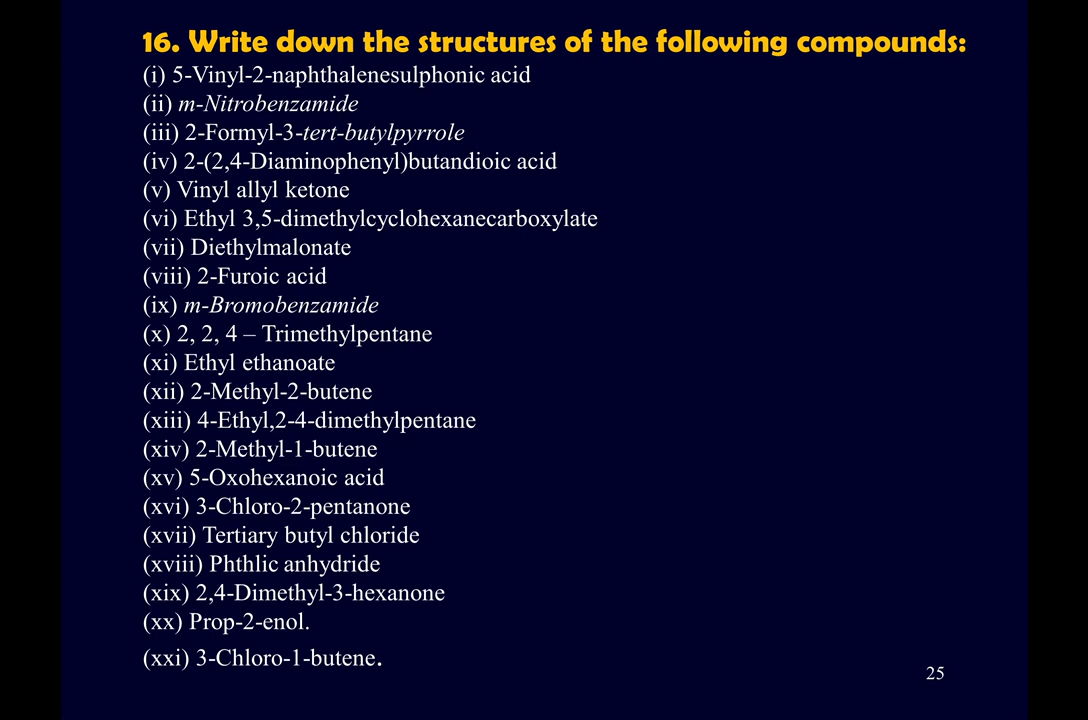 16. Write down the structures of the following compounds:
(i) 5-Vinyl-2-naphthalenesulphonic acid
(ii) m-Nitrobenzamide
(iii) 2-Formyl-3-tert-butylpyrrole
(iv) 2-(2,4-Diaminophenyl)butandioic acid
(v) Vinyl allyl ketone
(vi) Ethyl 3,5-dimethylcyclohexanecarboxylate
(vii) Diethylmalonate
(viii) 2-Furoic acid
(ix) m-Bromobenzamide
(x) 2, 2, 4 – Trimethylpentane
(xi) Ethyl ethanoate
(xii) 2-Methyl-2-butene
(xiii) 4-Ethyl,2-4-dimethylpentane
(xiv) 2-Methyl-1-butene
(xv) 5-Oxohexanoic acid
(xvi) 3-Chloro-2-pentanone
(xvii) Tertiary butyl chloride
(xviii) Phthlic anhydride
(xix) 2,4-Dimethyl-3-hexanone
(xx) Prop-2-enol.
(xxi) 3-Chloro-1-butene.
25